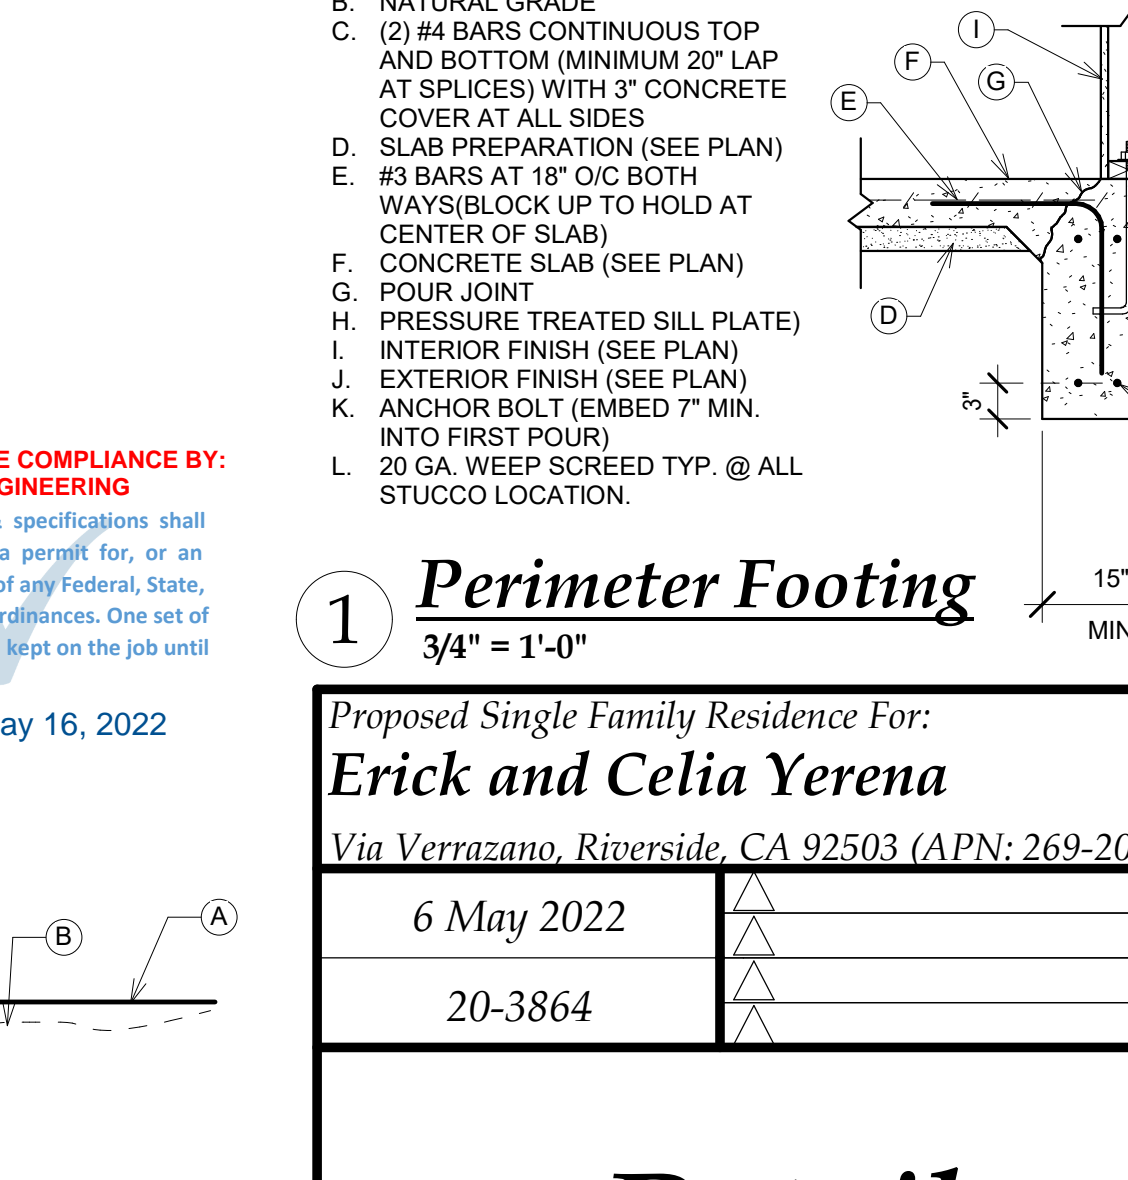 B. NATURAL GRADE
C. (2) #4 BARS CONTINUOUS TOP
AND BOTTOM (MINIMUM 20" LAP
AT SPLICES) WITH 3" CONCRETE
COVER AT ALL SIDES
D. SLAB PREPARATION (SEE PLAN)
E. #3 BARS AT 18" O/C BOTH
WAYS(BLOCK UP TO HOLD AT
CENTER OF SLAB)
F. CONCRETE SLAB (SEE PLAN)
G. POUR JOINT
H. PRESSURE TREATED SILL PLATE)
I. INTERIOR FINISH (SEE PLAN)
J. EXTERIOR FINISH (SEE PLAN)
K. ANCHOR BOLT (EMBED 7" MIN.
INTO FIRST POUR)
L. 20 GA. WEEP SCREED TYP. @ ALL
STUCCO LOCATION.
I
F
G
E
D
3"
15"
MIN
1
Perimeter Footing
3/4" = 1'-0"
E COMPLIANCE BY:
GINEERING
& specifications shall
a permit for, or an
of any Federal, State,
rdinances. One set of
kept on the job until
ay 16, 2022
Proposed Single Family Residence For:
Erick and Celia Yerena
Via Verrazano, Riverside, CA 92503 (APN: 269-20
6 May 2022
20-3864
B
A